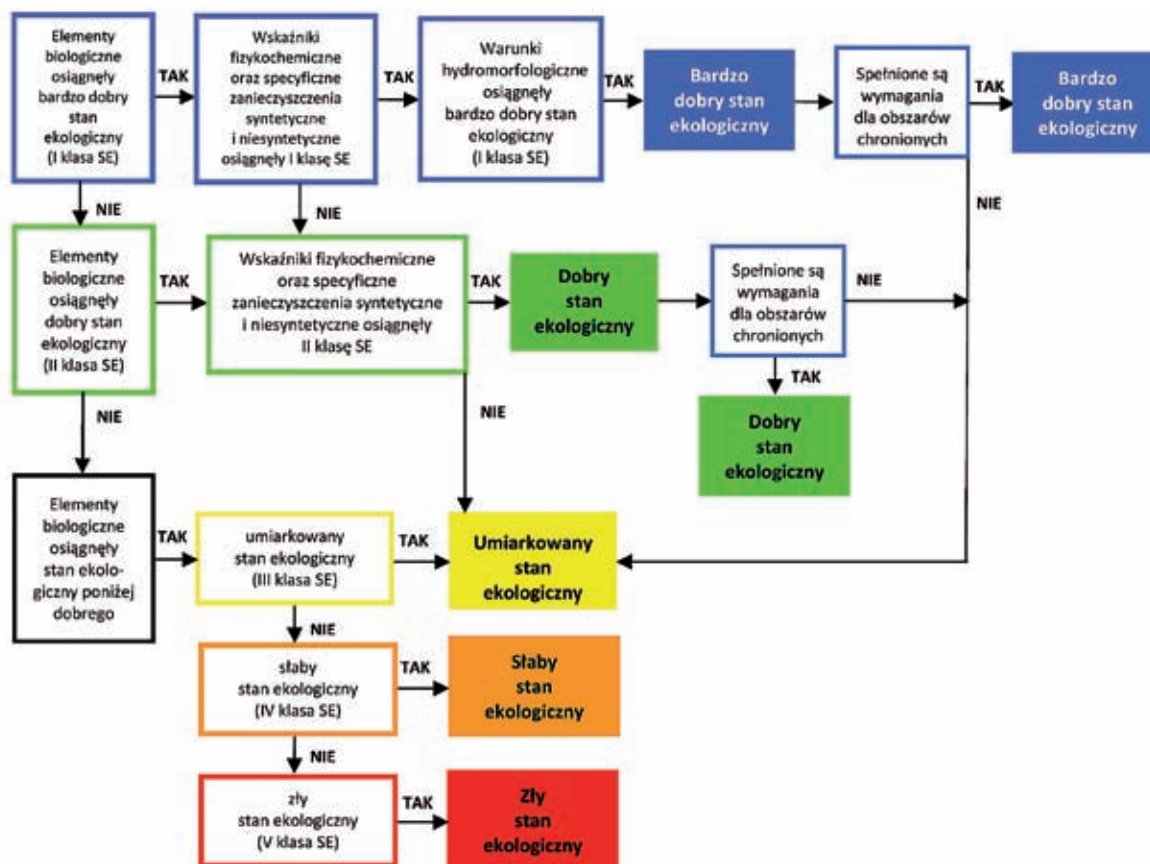 Elementy
biologiczne
osiągnęły
bardzo dobry
stan
ekologiczny
(I klasa SE)
TAK
Wskaźniki
fizykochemiczne
oraz specyficzne
zanieczyszczenia
syntetyczne
i niesyntetyczne
osiągnęły I klasę SE
TAK
Warunki
hydromorfologiczne
osiągnęły
bardzo dobry stan
ekologiczny
(I klasa SE)
TAK
Bardzo
dobry stan
ekologiczny
Spełnione są
wymagania
dla obszarów
chronionych
TAK
Bardzo
dobry stan
ekologiczny
NIE
NIE
NIE
Elementy
biologiczne
osiągnęły
dobry stan
ekologiczny
(II klasa SE)
TAK
Wskaźniki fizykochemiczne
oraz specyficzne
zanieczyszczenia syntetyczne
i niesyntetyczne osiągnęły
II klasę SE
TAK
Dobry
stan
ekologiczny
Spełnione są
wymagania
dla obszarów
chronionych
NIE
TAK
NIE
NIE
Dobry
stan
ekologiczny
Elementy
biologiczne
osiągnęły
stan ekolo-
giczny poniżej
dobrego
TAK
umiarkowany
stan ekologiczny
(III klasa SE)
TAK
Umiarkowany
stan
ekologiczny
NIE
słaby
stan ekologiczny
(IV klasa SE)
TAK
Słaby
stan
ekologiczny
NIE
zły
stan ekologiczny
(V klasa SE)
TAK
Zły
stan
ekologiczny